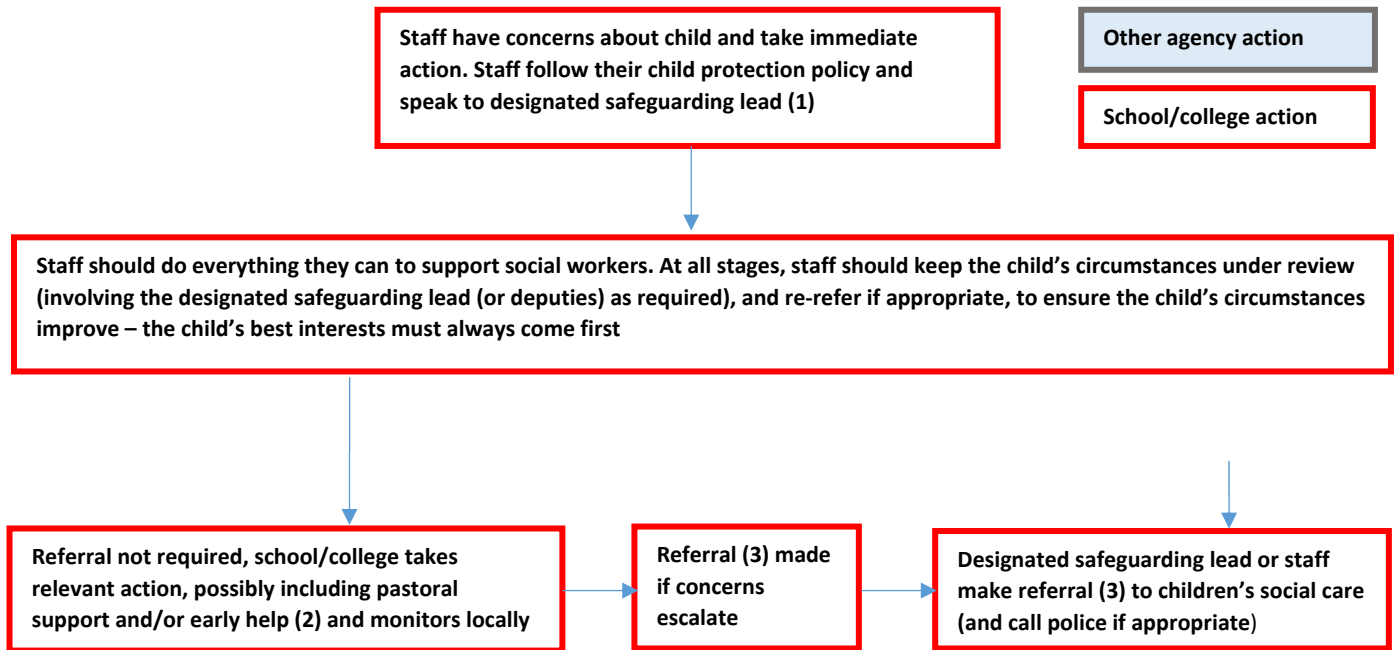 Staff have concerns about child and take immediate
action. Staff follow their child protection policy and
speak to designated safeguarding lead (1)
Other agency action
School/college action
Staff should do everything they can to support social workers. At all stages, staff should keep the child’s circumstances under review
(involving the designated safeguarding lead (or deputies) as required), and re-refer if appropriate, to ensure the child’s circumstances
improve – the child’s best interests must always come first
Referral not required, school/college takes
relevant action, possibly including pastoral
support and/or early help (2) and monitors locally
Referral (3) made
if concerns
escalate
Designated safeguarding lead or staff
make referral (3) to children’s social care
(and call police if appropriate)